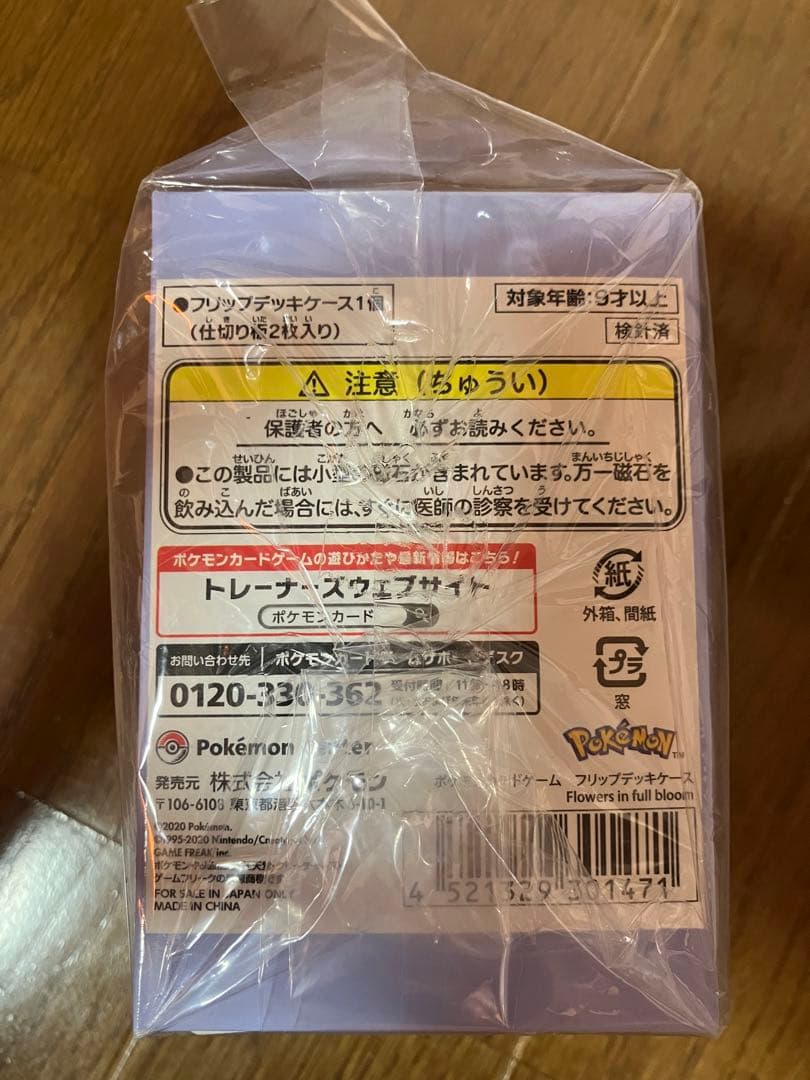 ●フリップデッキケース1個
(仕切り板2枚入り)
対象年齢:9才以上
検針済
注意(ちゅうい)
保護者の方へ 必ずお読みください。
●この製品には小型 磁石が含まれています。万一磁石を
飲み込んだ場合には、すぐに医師の診察を受けてください。
ポケモンカードゲームの遊びかたや最新情報はこちら!
トレーナーズウェブサイト
ポケモンカード
紙
外箱、間紙
プラ
窓
お問い合わせ先
0120-330-362
Pokémon Center
発売元 株式会社ポケモン
〒106-6108
POKÉMON TM
フリップデッキケース
Flowers in full bloom
©2020 Pokémon.
©1995-2020 Nintendo/
GAME FREAK inc.
FOR SALE IN JAPAN ONLY
MADE IN CHINA
4 521329 301471